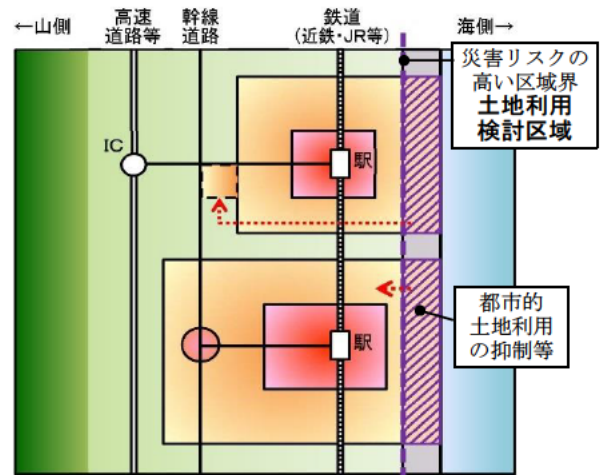 ←山側
高速
道路等
幹線
道路
鉄道
(近鉄・JR等)
海側→
災害リスクの
高い区域界
土地利用
検討区域
IC
駅
都市的
土地利用
の抑制等
駅